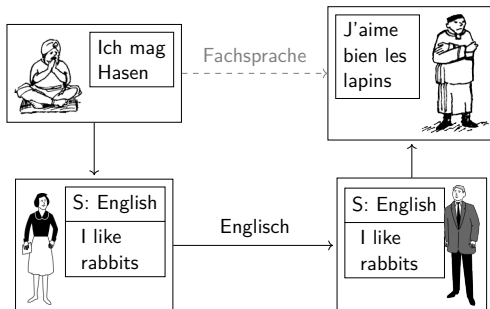 Ich mag
Hasen
Fachsprache
J'aime
bien les
lapins
S: English
I like
rabbits
Englisch
S: English
I like
rabbits